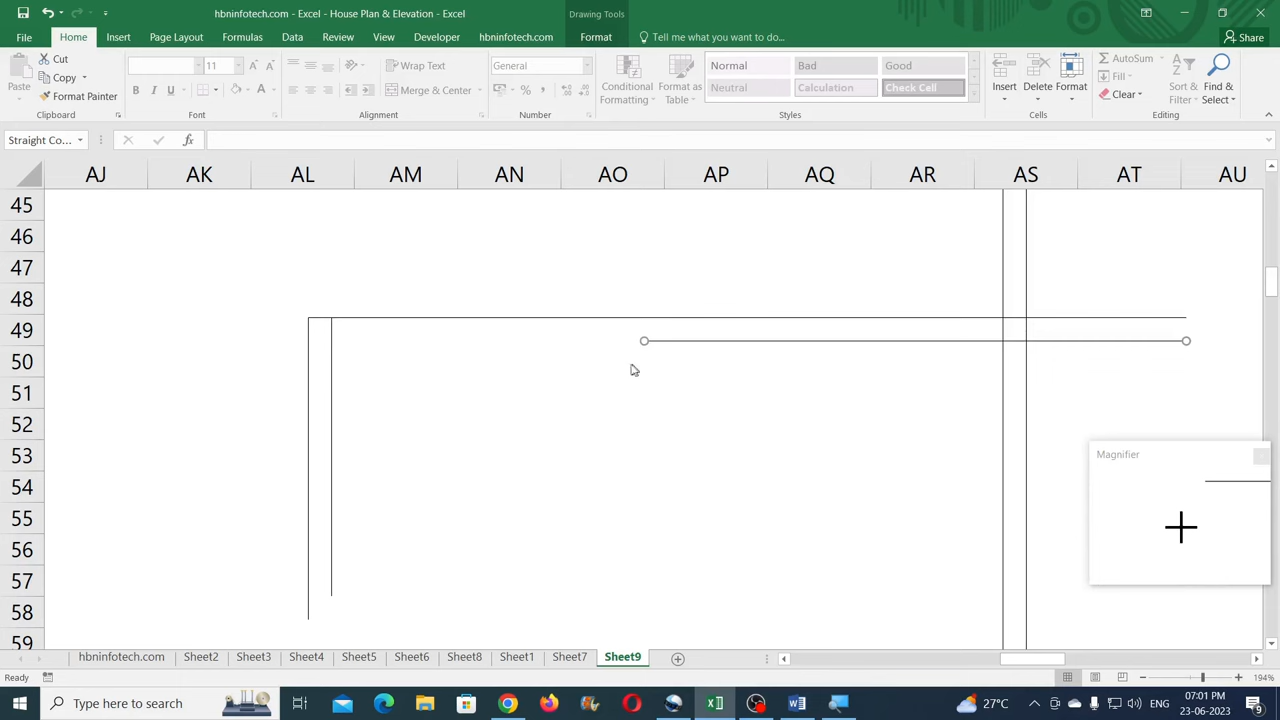 hbninfotech.com - Excel - House Plan & Elevation - Excel
Drawing Tools
File Home Insert Page Layout Formulas Data Review View Developer hbninfotech.com Format Tell me what you want to do... Share
Paste
Cut
Copy
Format Painter
Clipboard
11
Font
Wrap Text
Merge & Center
Alignment
General
Number
Conditional Formatting
Format as Table
Normal Bad Good
Neutral Calculation Check Cell
Styles
Insert Delete Format
Cells
AutoSum
Fill
Clear
Sort & Filter
Find & Select
Editing
Straight Co...
fx
AJ AK AL AM AN AO AP AQ AR AS AT AU
45
46
47
48
49
50
51
52
53
54
55
56
57
58
59
Magnifier
hbninfotech.com Sheet2 Sheet3 Sheet4 Sheet5 Sheet6 Sheet8 Sheet1 Sheet7 Sheet9
Ready
194%
Type here to search
27°C
ENG
07:01 PM
23-06-2023
9